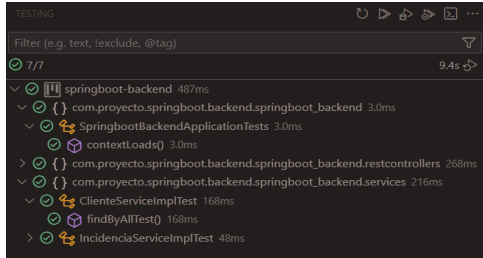 TESTING
Filter (e.g. text, !exclude, @tag)
7/7 9.4s
springboot-backend 487ms
{ } com.proyecto.springboot.backend.springboot_backend 3.0ms
SpringbootBackendApplicationTests 3.0ms
contextLoads() 3.0ms
{ } com.proyecto.springboot.backend.springboot_backend.restcontrollers 268ms
{ } com.proyecto.springboot.backend.springboot_backend.services 216ms
ClienteServiceImplTest 168ms
findByAllTest() 168ms
IncidenciaServiceImplTest 48ms